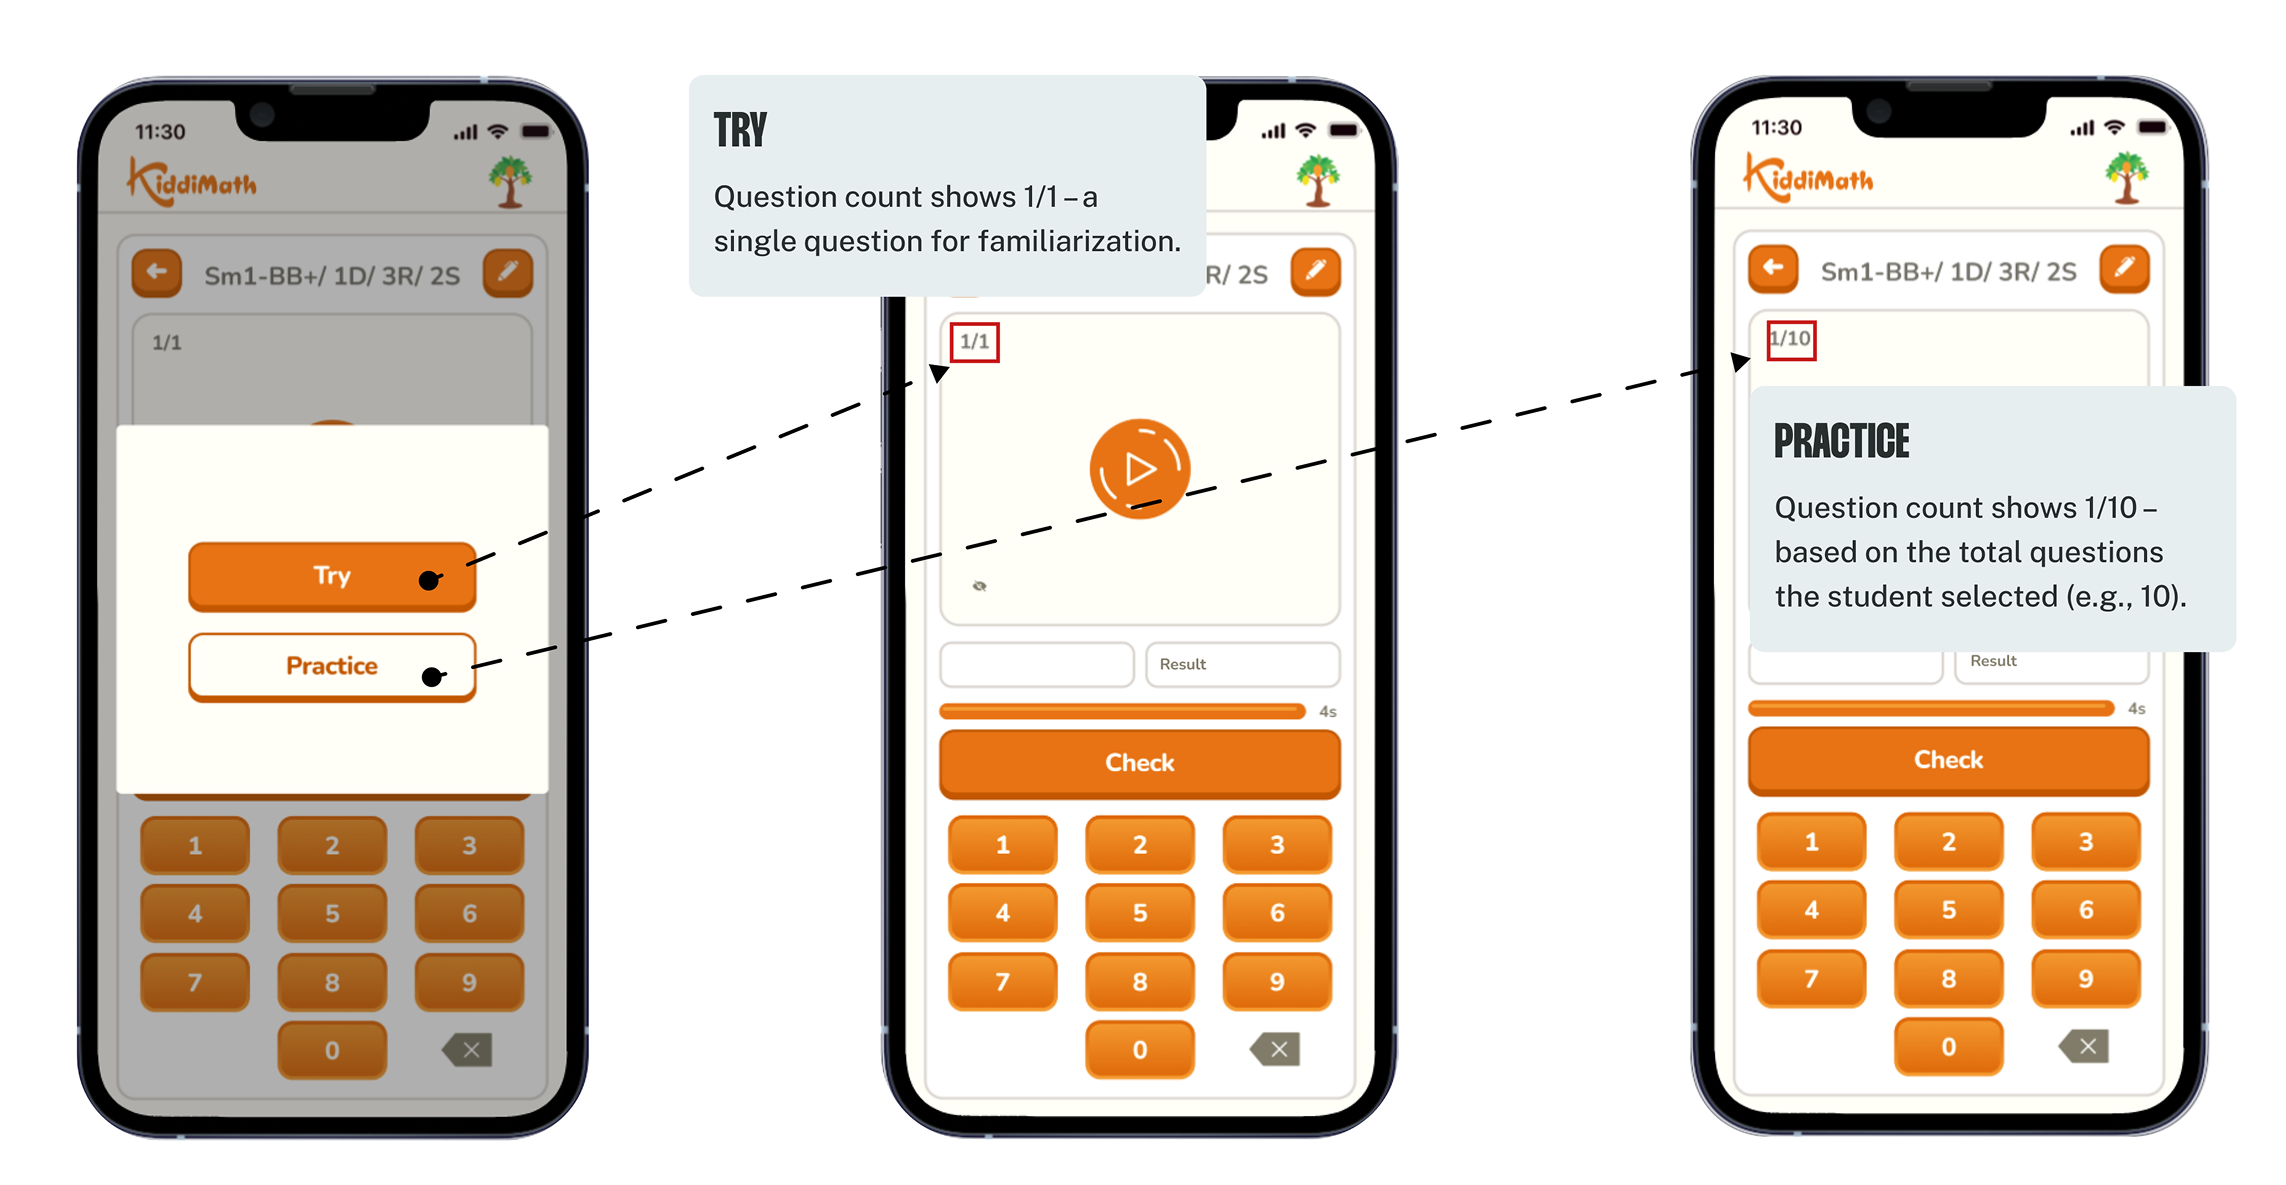 11:30
KiddiMath
Sm1-BB+/ 1D/ 3R/ 2S
1/1
Try
Practice
1
2
3
4
5
6
7
8
9
0
TRY
Question count shows 1/1 – a
single question for familiarization.
R/ 2S
1/1
Result
4s
Check
1
2
3
4
5
6
7
8
9
0
11:30
KiddiMath
Sm1-BB+/ 1D/ 3R/ 2S
1/10
PRACTICE
Question count shows 1/10 –
based on the total questions
the student selected (e.g., 10).
Result
4s
Check
1
2
3
4
5
6
7
8
9
0